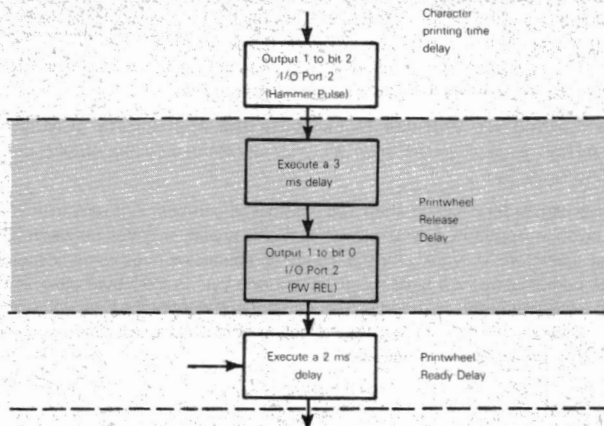 Character
printing time
delay
Output 1 to bit 2
I/O Port 2
(Hammer Pulse)
Execute a 3
ms delay
Printwheel
Release
Delay
Output 1 to bit 0
I/O Port 2
(PW REL)
Execute a 2 ms
delay
Printwheel
Ready Delay